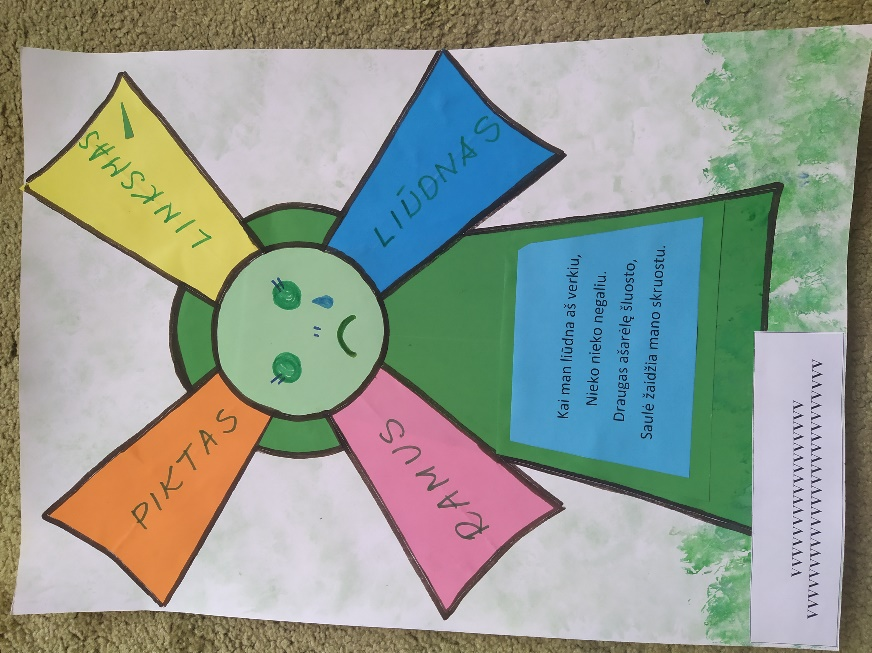 PIKTAS
LINKSMAS
RAMUS
LIŪDNAS
Kai man liūdna aš verkiu,
Nieko nieko negaliu.
Draugas ašarėlę šluosto,
Saulė žaidžia mano skruostu.